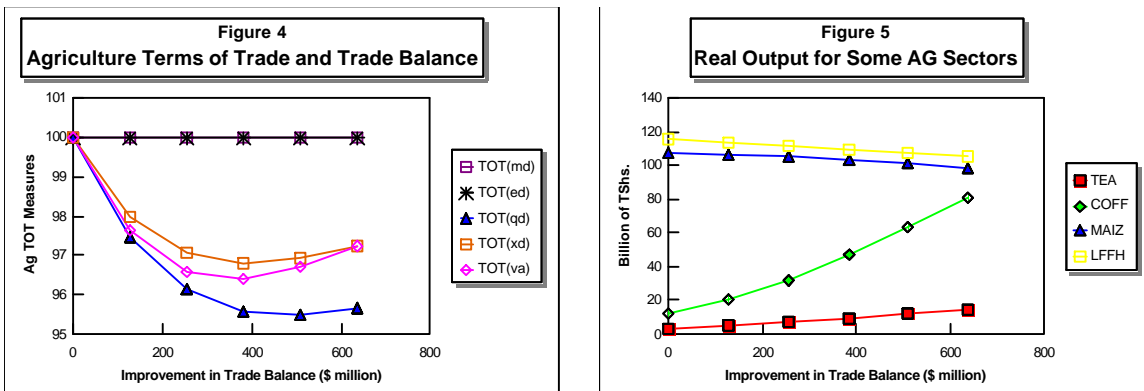 Figure 4
Agriculture Terms of Trade and Trade Balance
101
100
99
98
97
96
95
Ag TOT Measures
0
200
400
600
800
Improvement in Trade Balance ($ million)
TOT(md)
TOT(ed)
TOT(qd)
TOT(xd)
TOT(va)
Figure 5
Real Output for Some AG Sectors
140
120
100
80
60
40
20
0
Billion of TShs.
0
200
400
600
800
Improvement in Trade Balance ($ million)
TEA
COFF
MAIZ
LFFH